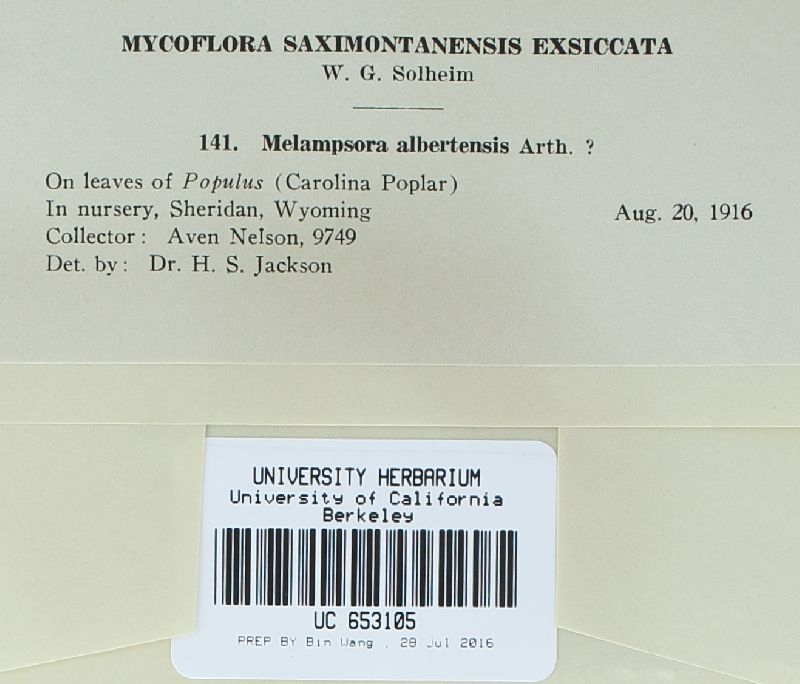 MYCOFLORA SAXIMONTANENSIS EXSICCATA
W. G. Solheim
141. Melampsora albertensis Arth. ?
On leaves of Populus (Carolina Poplar)
In nursery, Sheridan, Wyoming Aug. 20, 1916
Collector: Aven Nelson, 9749
Det. by: Dr. H. S. Jackson
UNIVERSITY HERBARIUM
University of California
Berkeley
UC 653105
PREP BY Bin Wang , 28 Jul 2016